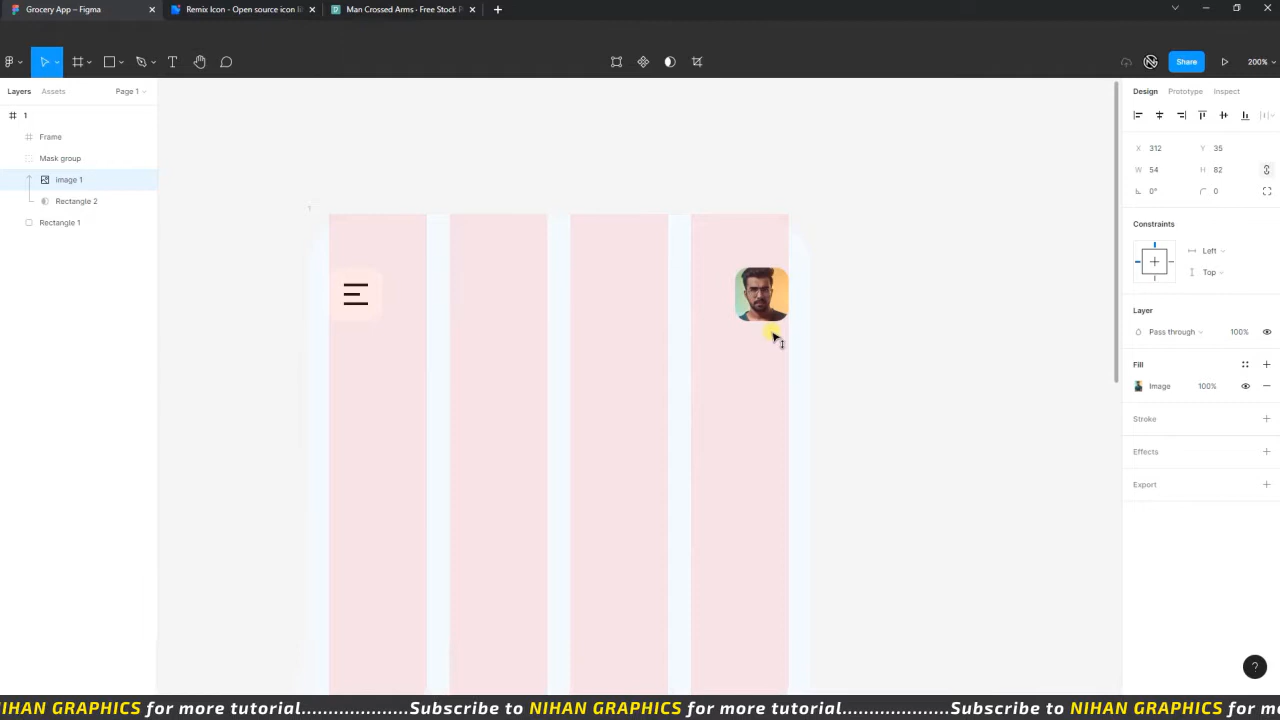 Grocery App – Figma
Remix Icon - Open source icon li
Man Crossed Arms · Free Stock P
Share
200%
Layers
Assets
Page 1
Design
Prototype
Inspect
1
Frame
Mask group
image 1
Rectangle 2
Rectangle 1
1
X 312
Y 35
W 54
H 82
0°
0
Constraints
Left
Top
Layer
Pass through
100%
Fill
Image
100%
Stroke
Effects
Export
?
NIHAN GRAPHICS for more tutorial...................Subscribe to NIHAN GRAPHICS for more tutorial...................Subscribe to NIHAN GRAPHICS for mo